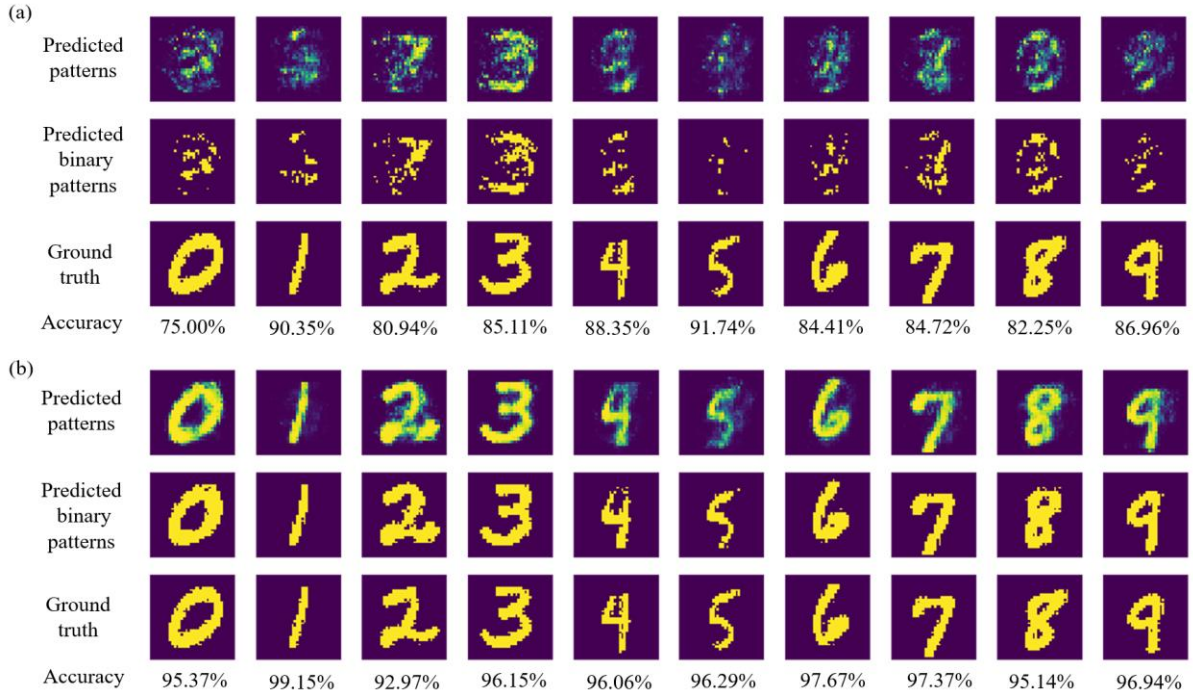 (a)
Predicted
patterns
Predicted
binary
patterns
Ground
truth
Accuracy 75.00% 90.35% 80.94% 85.11% 88.35% 91.74% 84.41% 84.72% 82.25% 86.96%
(b)
Predicted
patterns
Predicted
binary
patterns
Ground
truth
Accuracy 95.37% 99.15% 92.97% 96.15% 96.06% 96.29% 97.67% 97.37% 95.14% 96.94%